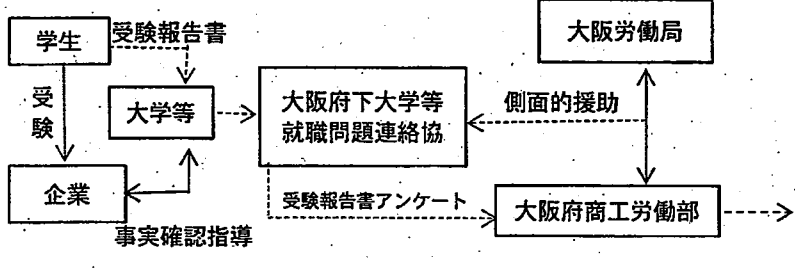 学生
受験報告書
大阪労働局
受
験
大学等
大阪府下大学等
就職問題連絡協
側面的援助
企業
受験報告書アンケート
大阪府商工労働部
事実確認指導